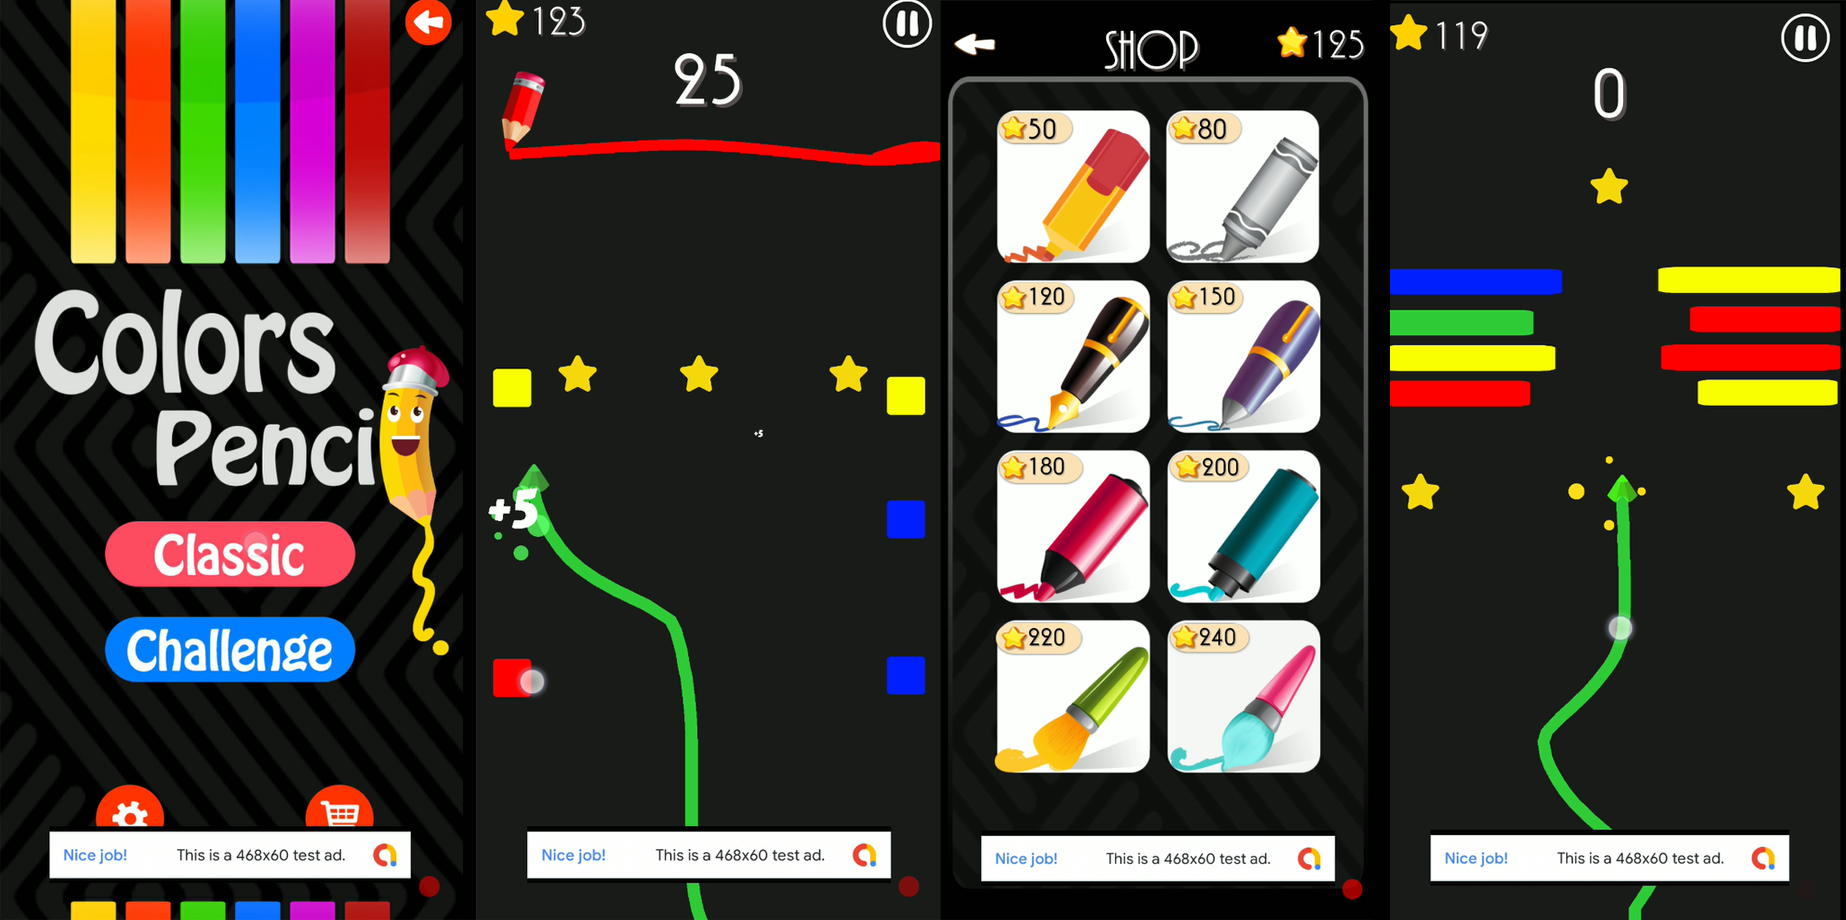 Colors
Penci
Classic
Challenge
Nice job! This is a 468x60 test ad.
123
25
+5
+5
Nice job! This is a 468x60 test ad.
SHOP
125
50
80
120
150
180
200
220
240
Nice job! This is a 468x60 test ad.
119
0
Nice job! This is a 468x60 test ad.